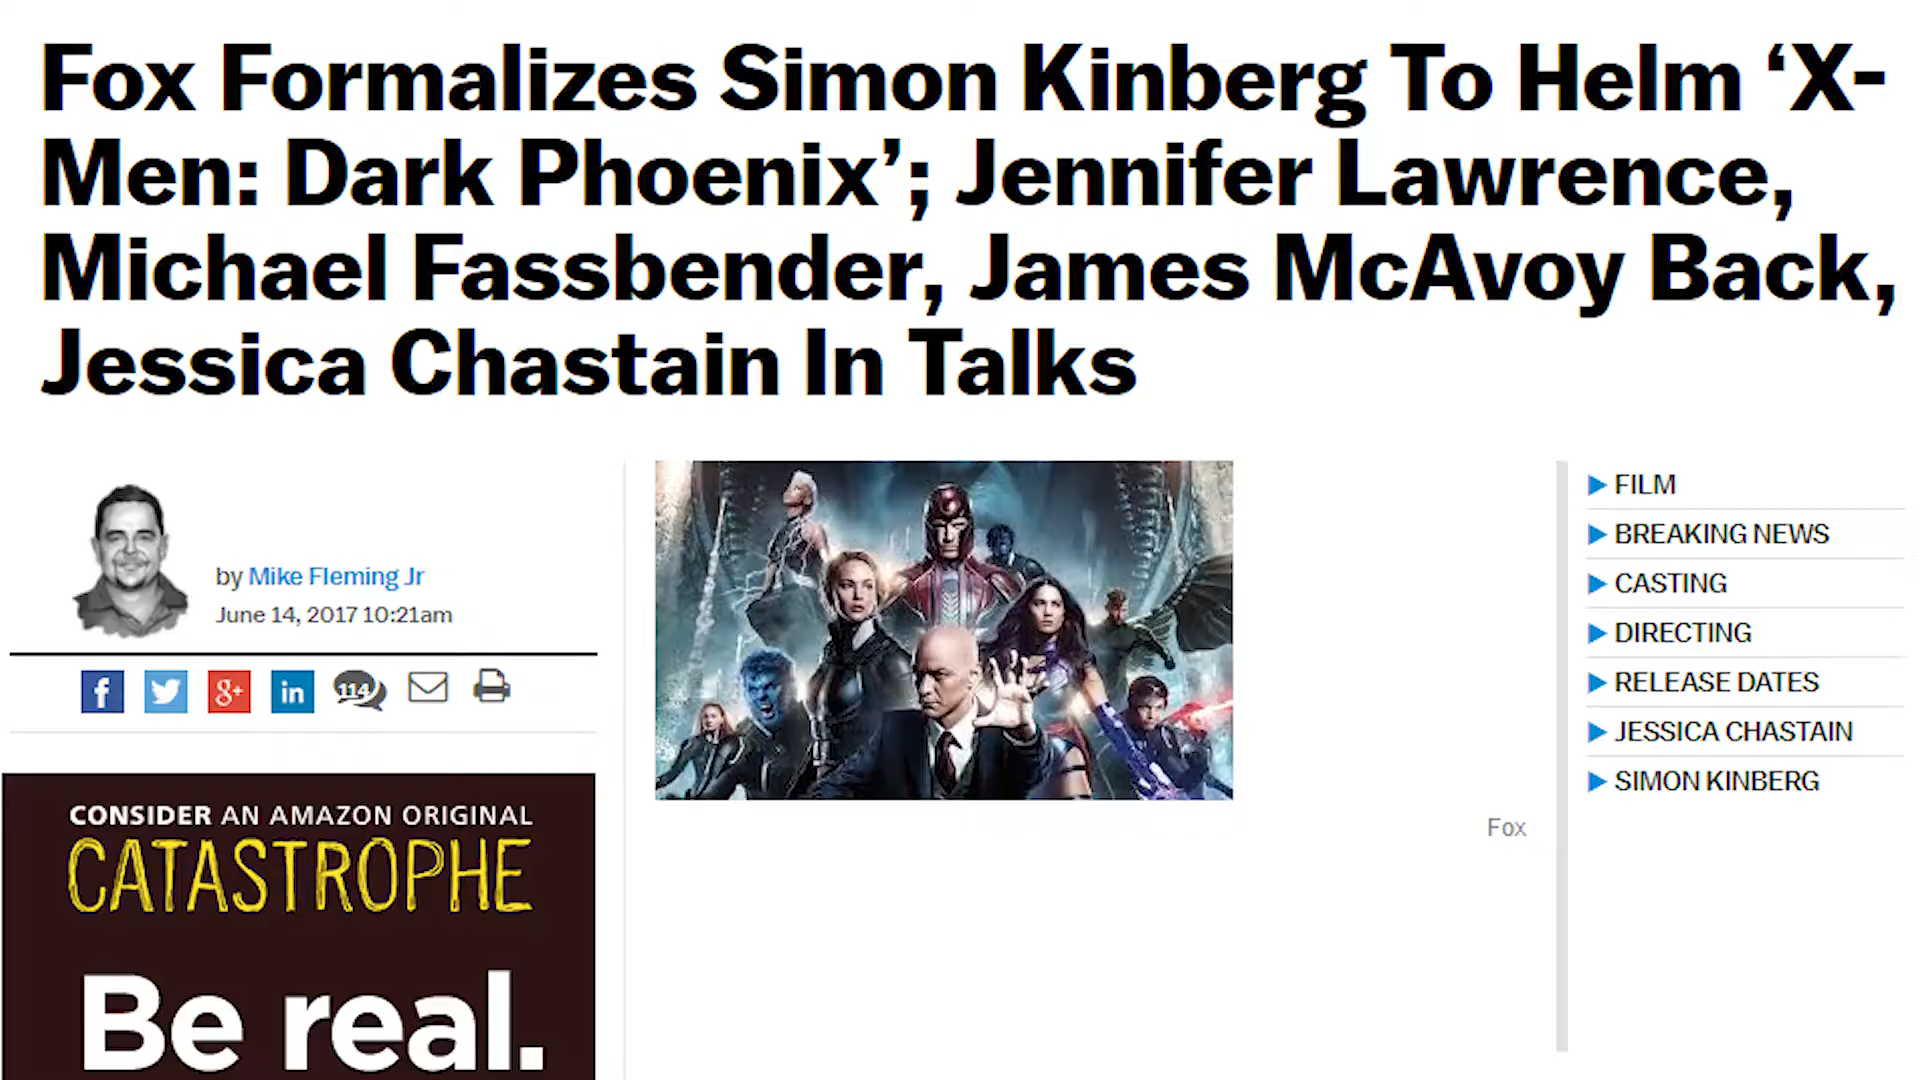 Fox Formalizes Simon Kinberg To Helm ‘X-
Men: Dark Phoenix’; Jennifer Lawrence,
Michael Fassbender, James McAvoy Back,
Jessica Chastain In Talks
by Mike Fleming Jr
June 14, 2017 10:21am
f
g+
in
114
CONSIDER AN AMAZON ORIGINAL
CATASTROPHE
Be real.
Fox
FILM
BREAKING NEWS
CASTING
DIRECTING
RELEASE DATES
JESSICA CHASTAIN
SIMON KINBERG